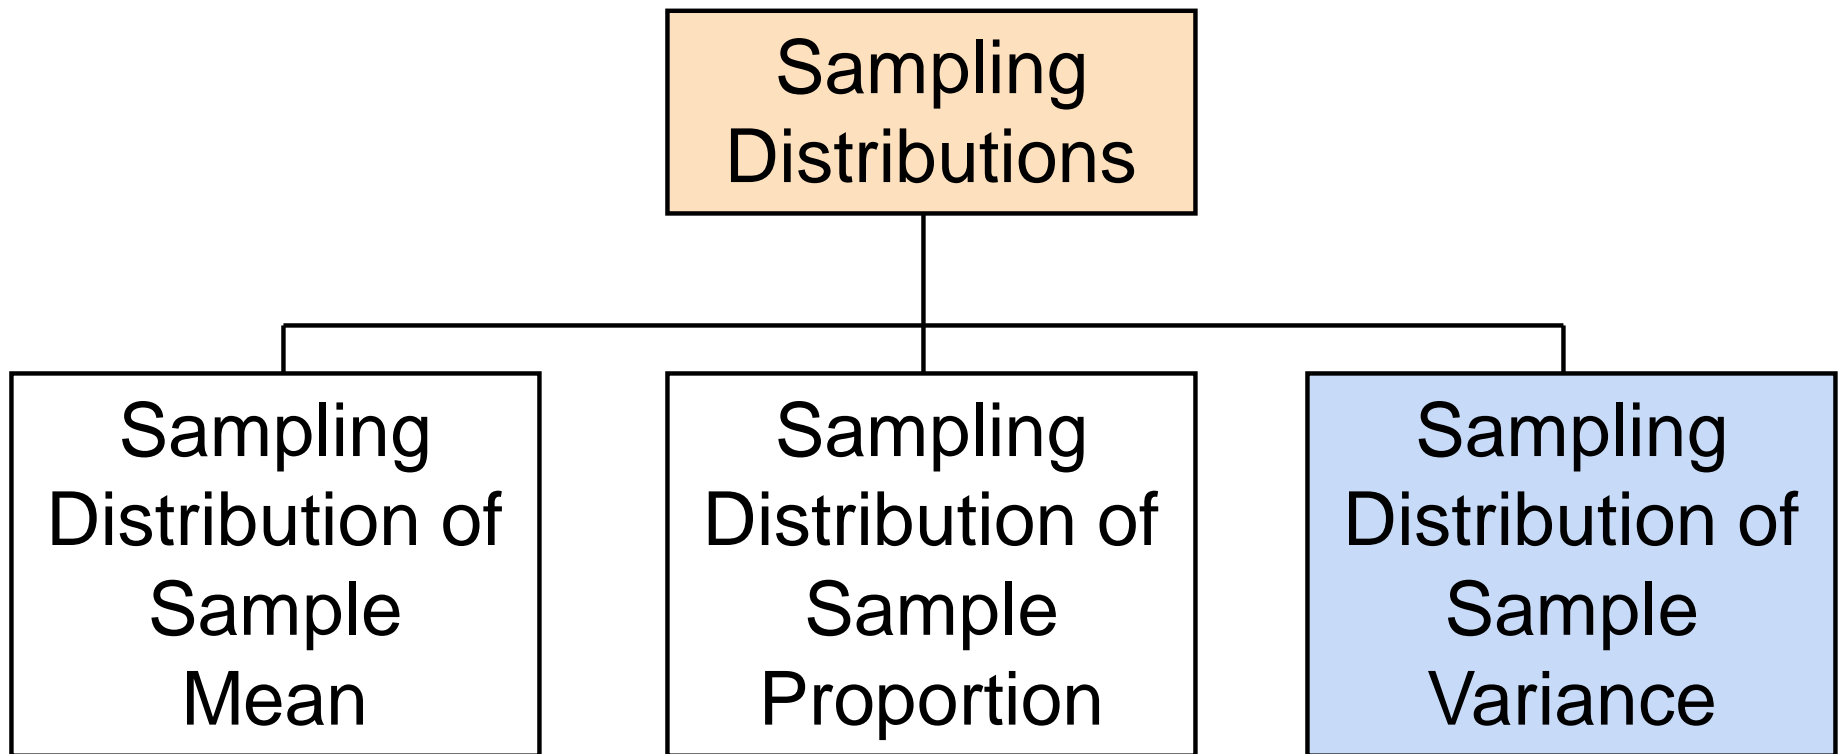 Sampling
Distributions
Sampling
Distribution of
Sample
Mean
Sampling
Distribution of
Sample
Proportion
Sampling
Distribution of
Sample
Variance